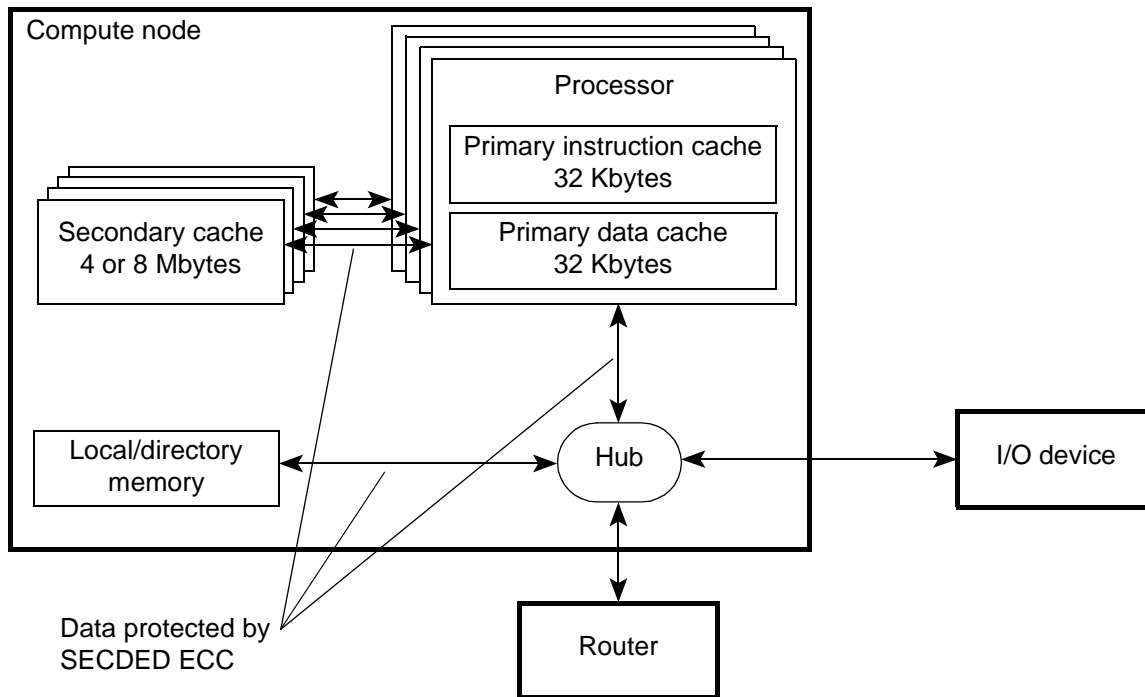 Compute node
Processor
Primary instruction cache
32 Kbytes
Primary data cache
32 Kbytes
Secondary cache
4 or 8 Mbytes
Local/directory
memory
Hub
I/O device
Data protected by
SECDED ECC
Router